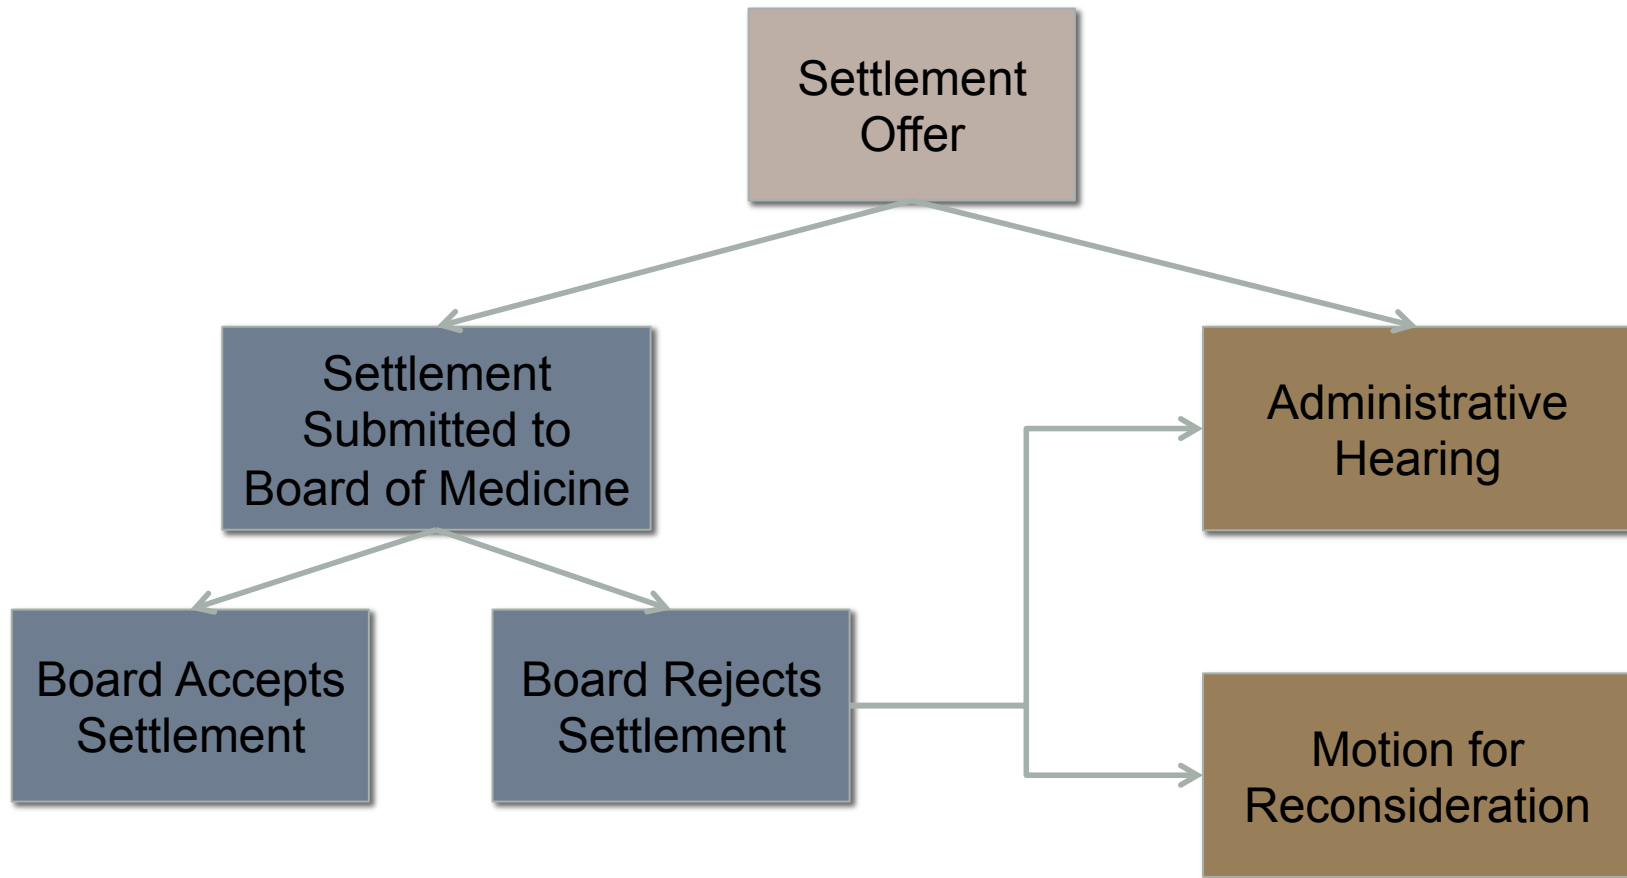 Settlement
Offer
Settlement
Submitted to
Board of Medicine
Administrative
Hearing
Board Accepts
Settlement
Board Rejects
Settlement
Motion for
Reconsideration